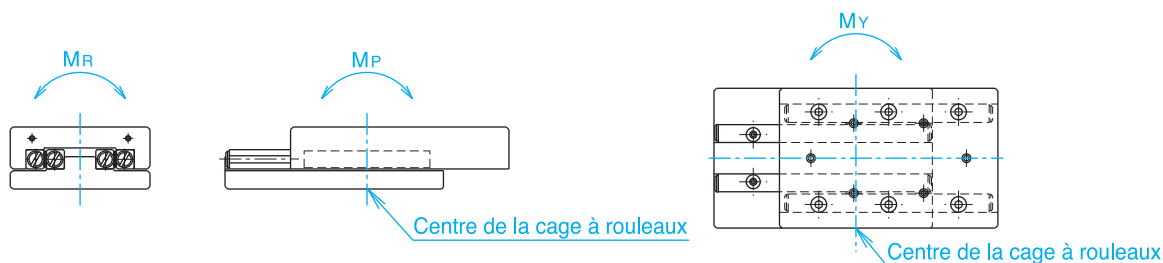 MR
MP
MY
Centre de la cage à rouleaux
Centre de la cage à rouleaux